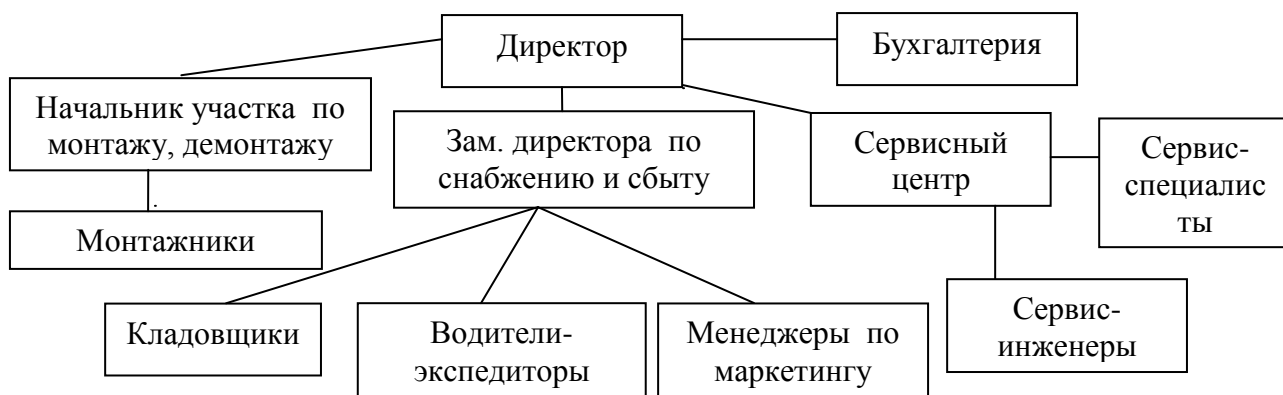 Директор
Бухгалтерия
Начальник участка по
монтажу, демонтажу
Зам. директора по
снабжению и сбыту
Сервисный
центр
Сервис-
специалис
ты
Монтажники
Кладовщики
Водители-
экспедиторы
Менеджеры по
маркетингу
Сервис-
инженеры